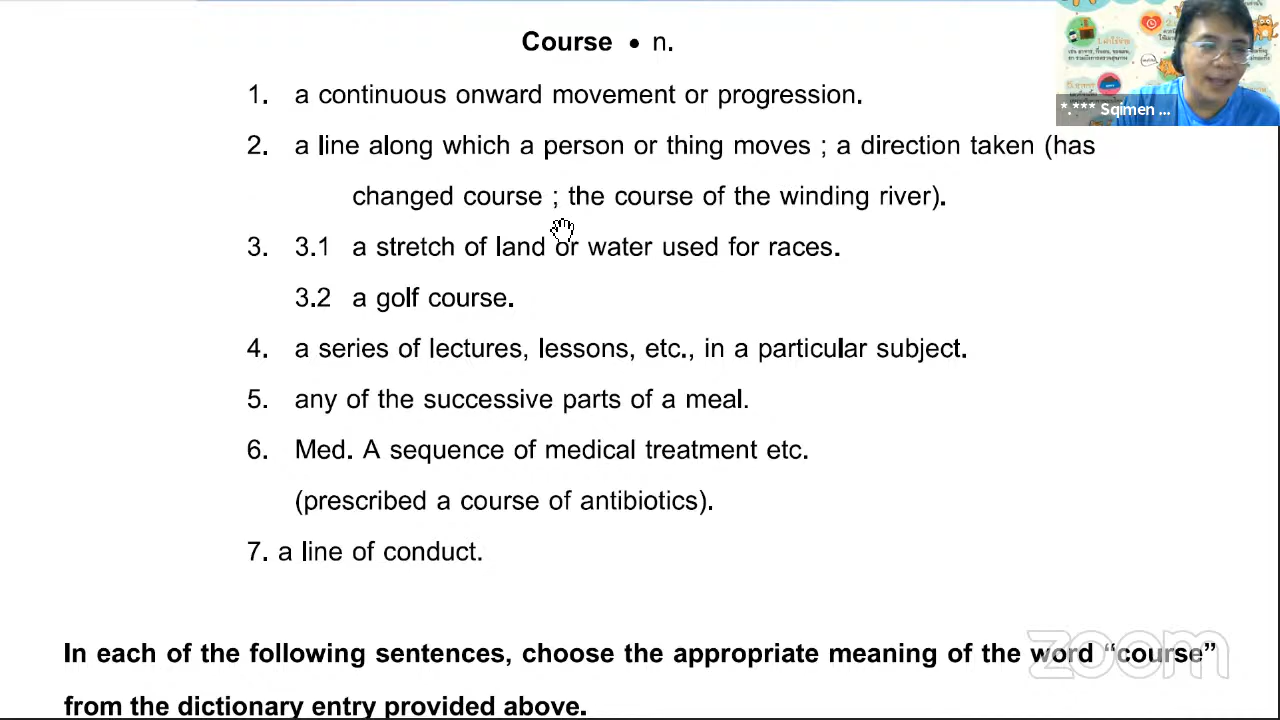 Course • n.
1. a continuous onward movement or progression.
2. a line along which a person or thing moves ; a direction taken (has
changed course ; the course of the winding river).
3. 3.1 a stretch of land or water used for races.
3.2 a golf course.
4. a series of lectures, lessons, etc., in a particular subject.
5. any of the successive parts of a meal.
6. Med. A sequence of medical treatment etc.
(prescribed a course of antibiotics).
7. a line of conduct.
In each of the following sentences, choose the appropriate meaning of the word “course”
from the dictionary entry provided above.
*.*** Sqimen ...
zoom